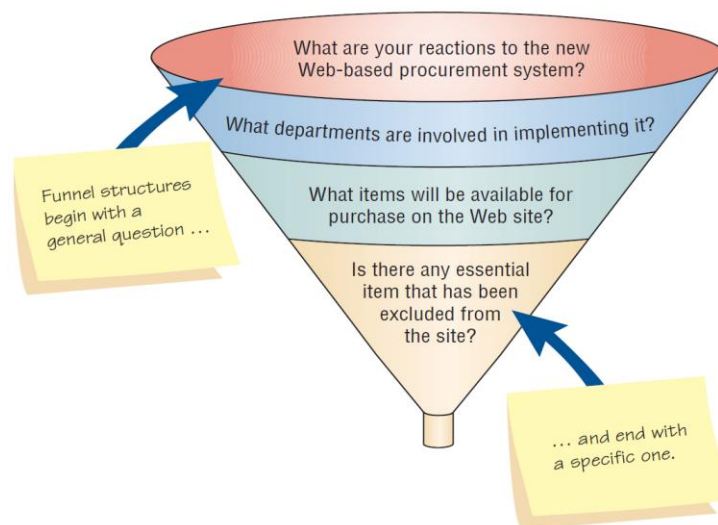 What are your reactions to the new
Web-based procurement system?
What departments are involved in implementing it?
Funnel structures
begin with a
general question ...
What items will be available for
purchase on the Web site?
Is there any essential
item that has been
excluded from
the site?
... and end with
a specific one.